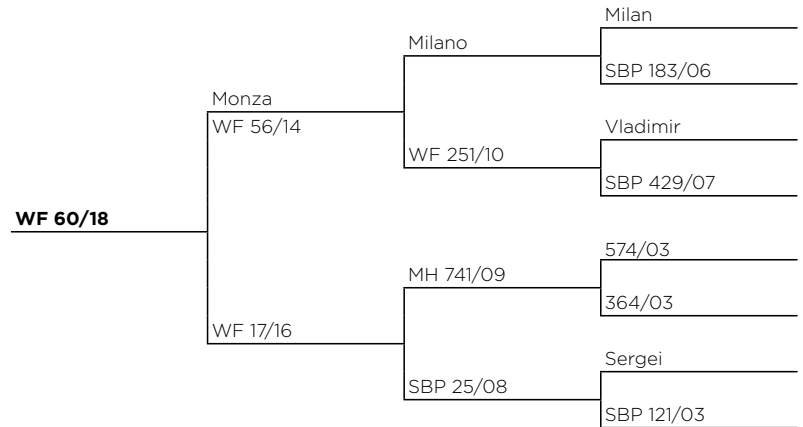 Milan
Milano
SBP 183/06
Monza
WF 56/14
Vladimir
WF 251/10
SBP 429/07
WF 60/18
574/03
MH 741/09
364/03
WF 17/16
Sergei
SBP 25/08
SBP 121/03